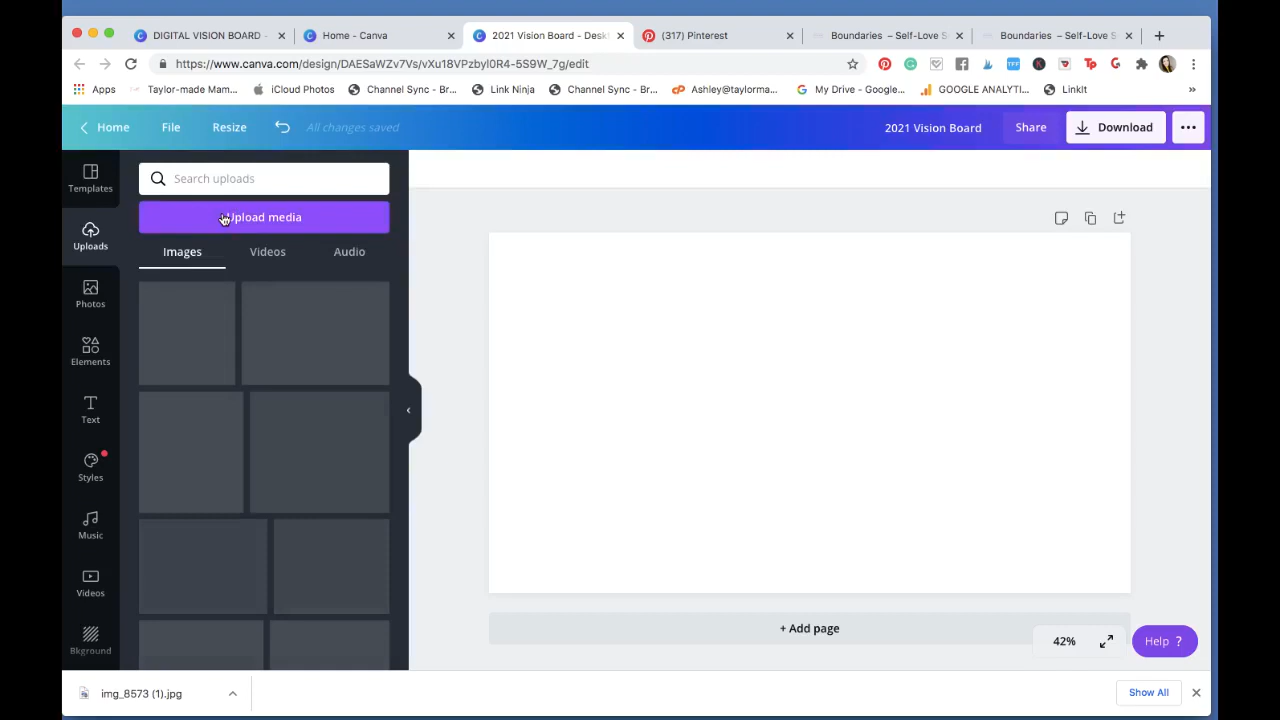 DIGITAL VISION BOARD -
Home - Canva
2021 Vision Board - Desk
(317) Pinterest
Boundaries – Self-Love S
Boundaries – Self-Love S
https://www.canva.com/design/DAESaWZv7Vs/vXu18VPzbyl0R4-5S9W_7g/edit
Apps
Taylor-made Mam...
iCloud Photos
Channel Sync - Br...
Link Ninja
Channel Sync - Br...
Ashley@taylorma...
My Drive - Google...
GOOGLE ANALYTI...
LinkIt
Home
File
Resize
All changes saved
2021 Vision Board
Share
Download
Templates
Uploads
Photos
Elements
Text
Styles
Music
Videos
Bkground
Search uploads
Upload media
Images
Videos
Audio
+ Add page
42%
Help ?
img_8573 (1).jpg
Show All